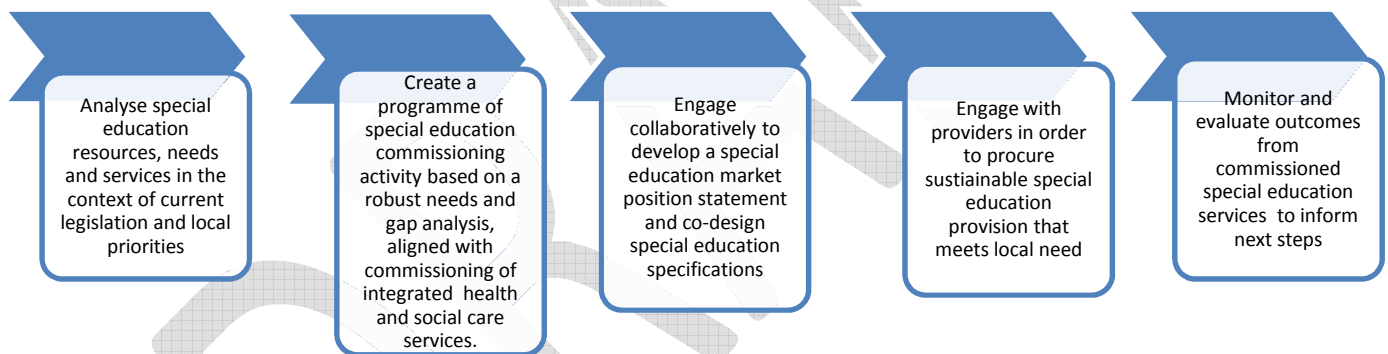 Analyse special
education
resources, needs
and services in the
context of current
legislation and local
priorities
Create a
programme of
special education
commissioning
activity based on a
robust needs and
gap analysis,
aligned with
commissioning of
integrated health
and social care
services.
Engage
collaboratively to
develop a special
education market
position statement
and co-design
special education
specifications
Engage with
providers in order
to procure
sustiainable special
education
provision that
meets local need
Monitor and
evaluate outcomes
from
commissioned
special education
services to inform
next steps